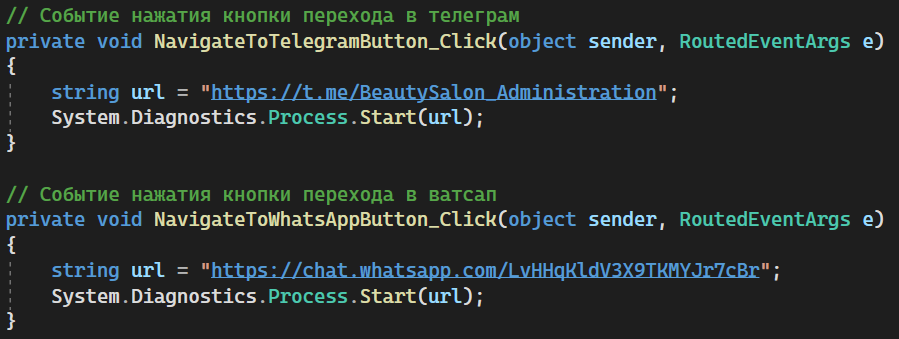 // Событие нажатия кнопки перехода в телеграм
private void NavigateToTelegramButton_Click(object sender, RoutedEventArgs e)
{
string url = "https://t.me/BeautySalon_Administration";
System.Diagnostics.Process.Start(url);
}
// Событие нажатия кнопки перехода в ватсап
private void NavigateToWhatsAppButton_Click(object sender, RoutedEventArgs e)
{
string url = "https://chat.whatsapp.com/LvHHqKldV3X9TKMYJr7cBr";
System.Diagnostics.Process.Start(url);
}